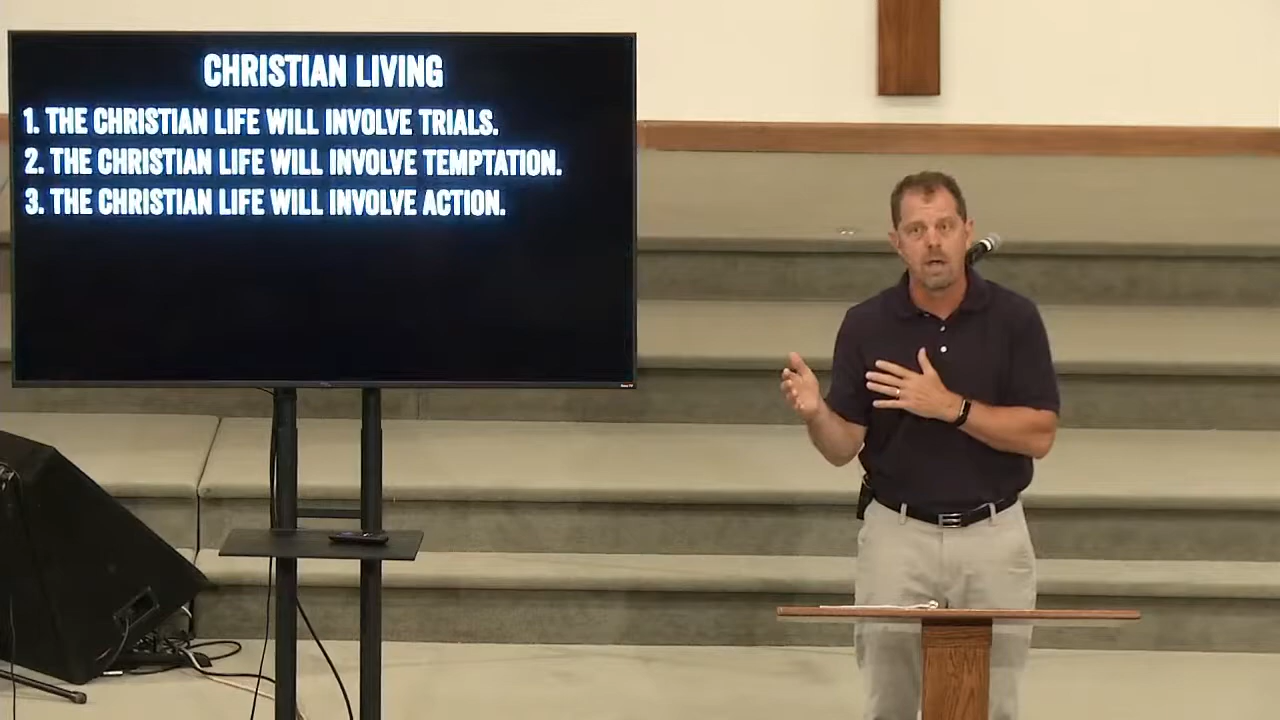 CHRISTIAN LIVING
1. THE CHRISTIAN LIFE WILL INVOLVE TRIALS.
2. THE CHRISTIAN LIFE WILL INVOLVE TEMPTATION.
3. THE CHRISTIAN LIFE WILL INVOLVE ACTION.